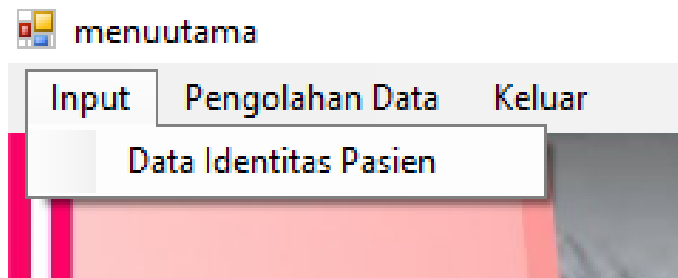 menuutama
Input Pengolahan Data Keluar
Data Identitas Pasien